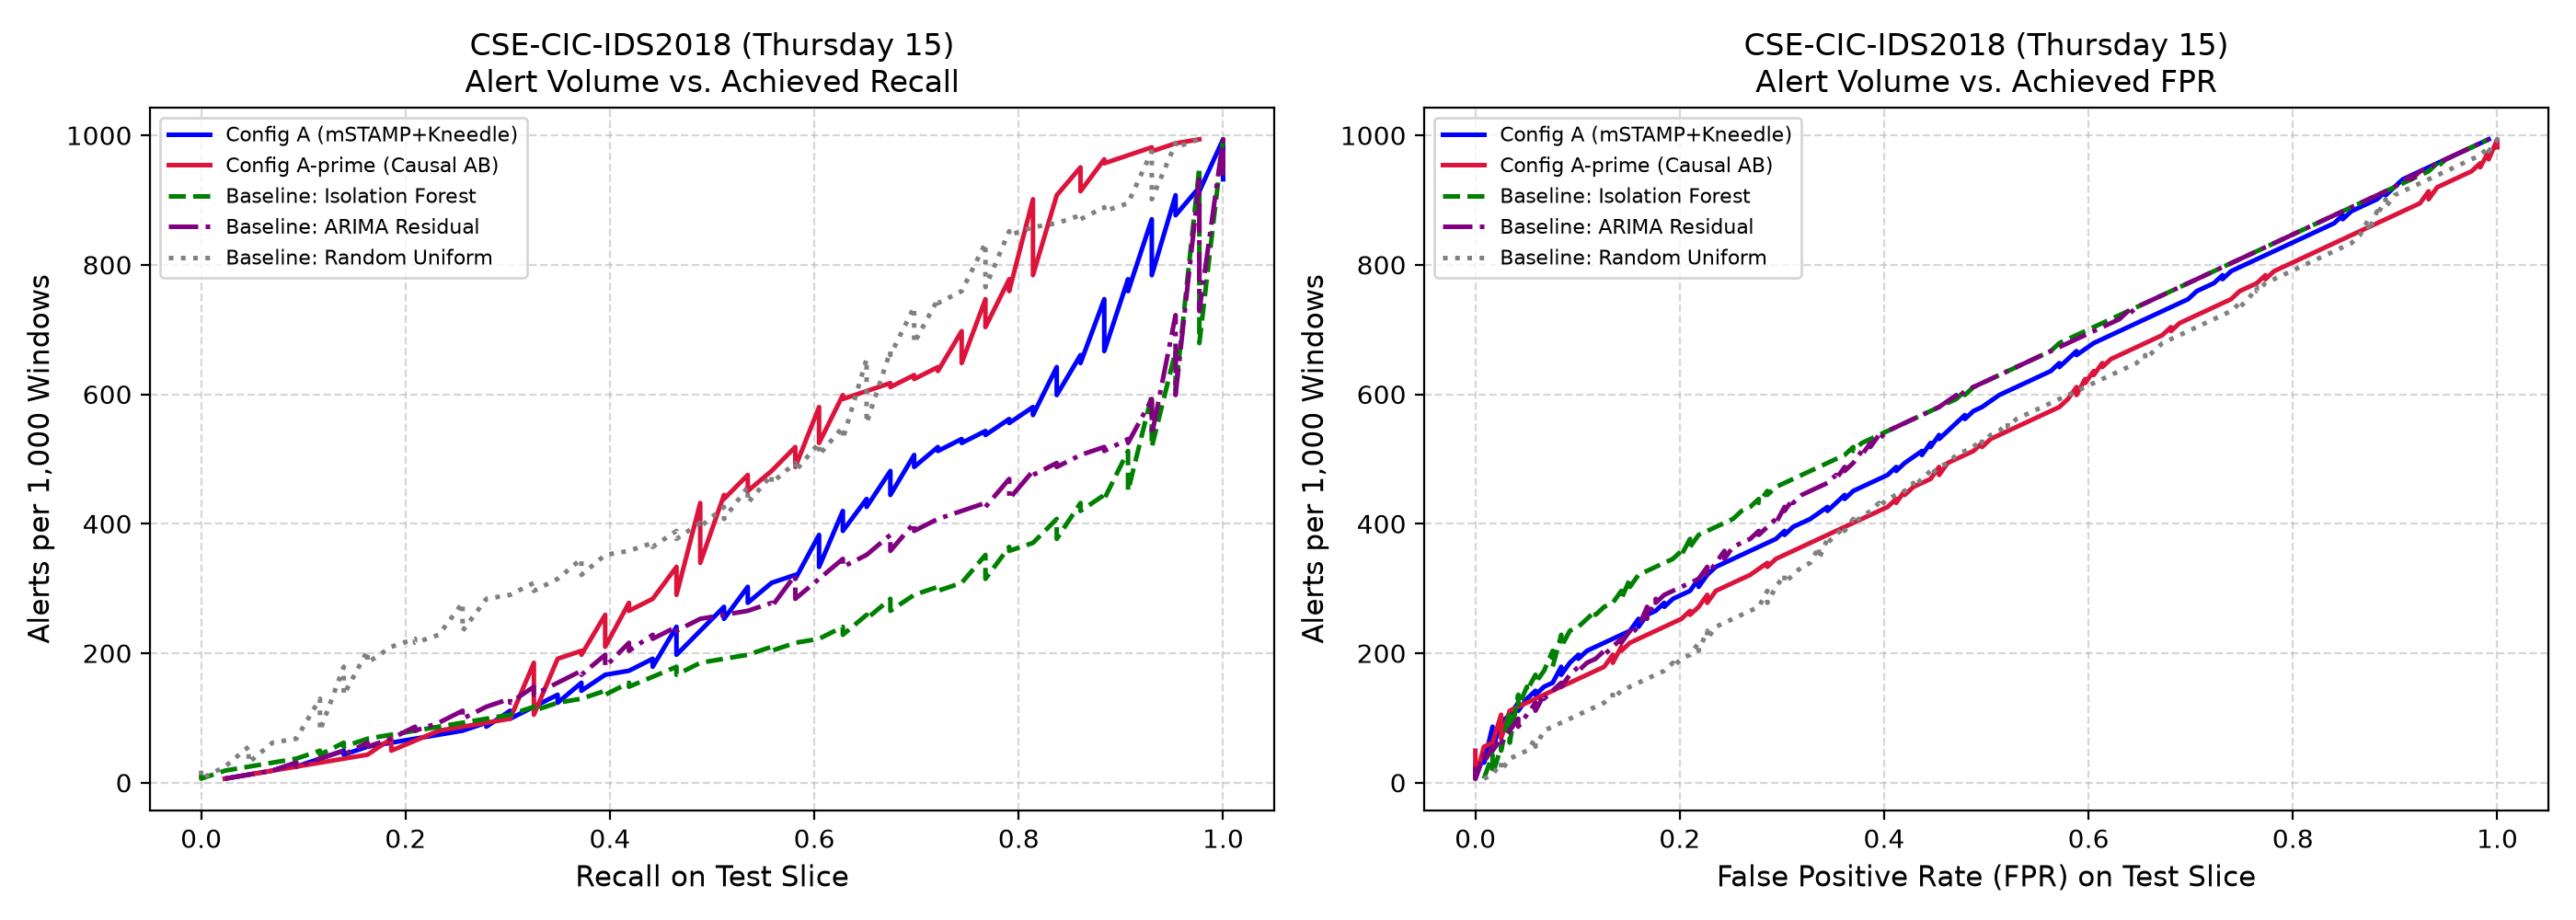 CSE-CIC-IDS2018 (Thursday 15)
Alert Volume vs. Achieved Recall
Alerts per 1,000 Windows
1000
800
600
400
200
0
Config A (mSTAMP+Kneedle)
Config A-prime (Causal AB)
Baseline: Isolation Forest
Baseline: ARIMA Residual
Baseline: Random Uniform
0.0 0.2 0.4 0.6 0.8 1.0
Recall on Test Slice
CSE-CIC-IDS2018 (Thursday 15)
Alert Volume vs. Achieved FPR
Alerts per 1,000 Windows
1000
800
600
400
200
0
Config A (mSTAMP+Kneedle)
Config A-prime (Causal AB)
Baseline: Isolation Forest
Baseline: ARIMA Residual
Baseline: Random Uniform
0.0 0.2 0.4 0.6 0.8 1.0
False Positive Rate (FPR) on Test Slice